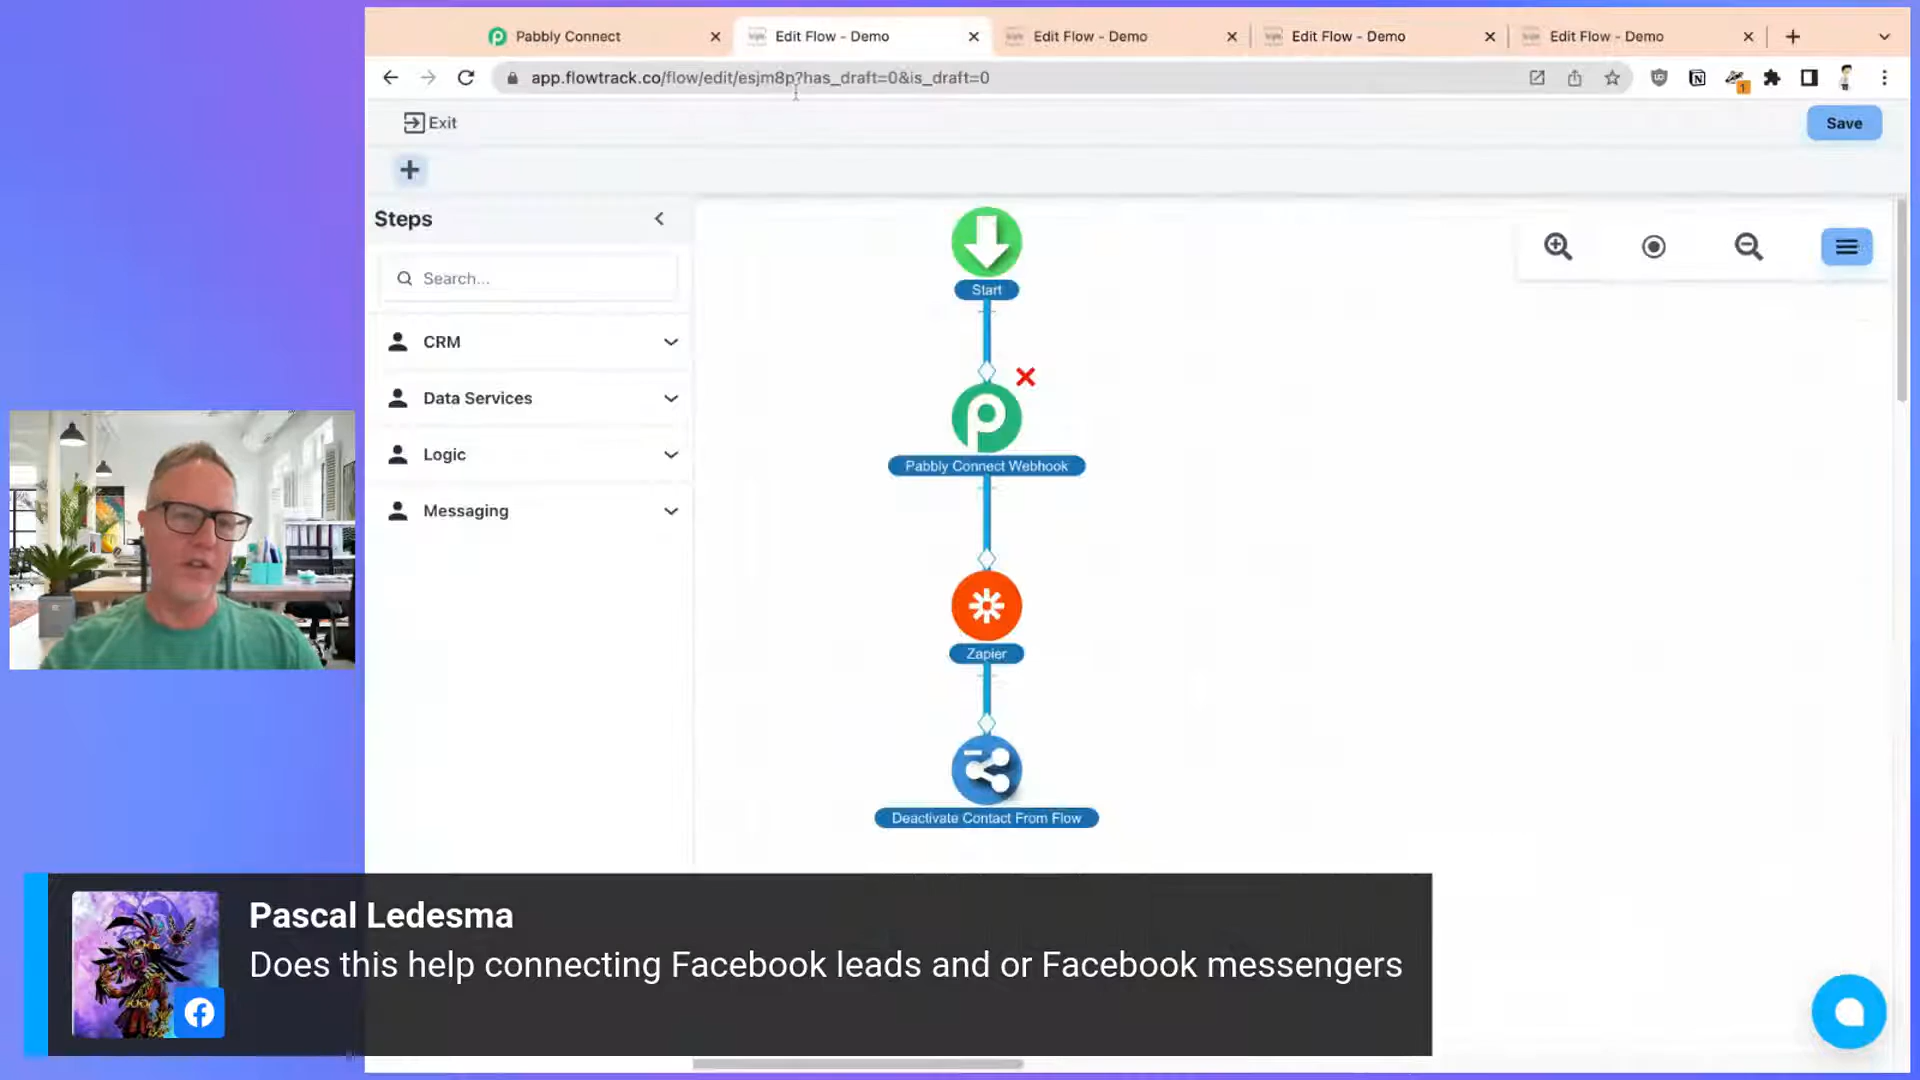 Pabbly Connect
Edit Flow - Demo
Edit Flow - Demo
Edit Flow - Demo
Edit Flow - Demo
app.flowtrack.co/flow/edit/esjm8p?has_draft=0&is_draft=0
1
Exit
Save
Steps
Search...
CRM
Data Services
Logic
Messaging
Start
Pabbly Connect Webhook
Zapier
Deactivate Contact From Flow
Pascal Ledesma
Does this help connecting Facebook leads and or Facebook messengers